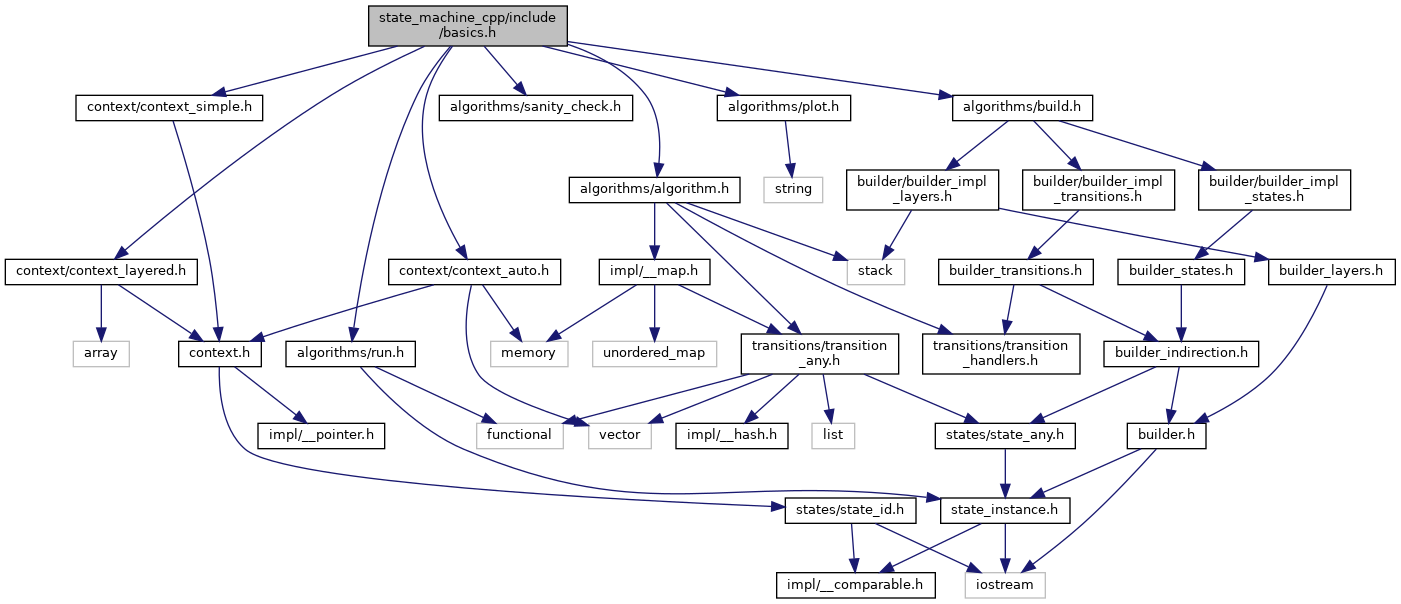 state_machine_cpp/include
/basics.h
context/context_simple.h
algorithms/sanity_check.h
algorithms/plot.h
algorithms/build.h
algorithms/algorithm.h
string
builder/builder_impl
_layers.h
builder/builder_impl
_transitions.h
builder/builder_impl
_states.h
context/context_layered.h
context/context_auto.h
impl/__map.h
stack
builder_transitions.h
builder_states.h
builder_layers.h
array
context.h
algorithms/run.h
memory
unordered_map
transitions/transition
_any.h
transitions/transition
_handlers.h
builder_indirection.h
impl/__pointer.h
functional
vector
impl/__hash.h
list
states/state_any.h
builder.h
states/state_id.h
state_instance.h
impl/__comparable.h
iostream